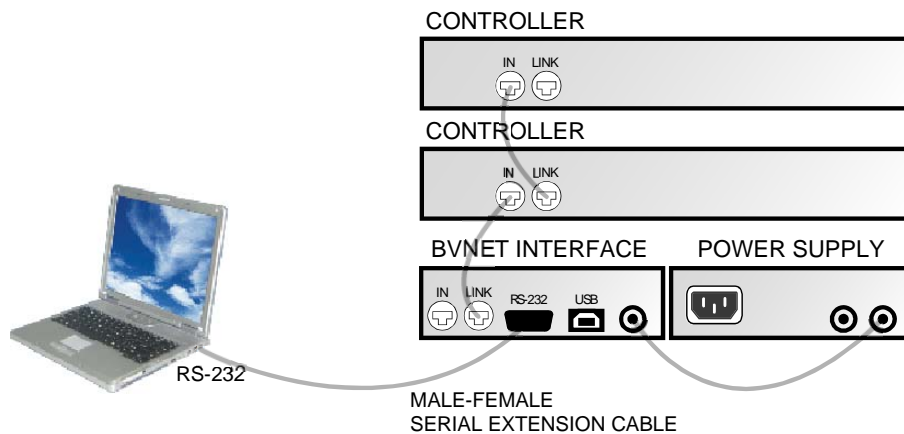 CONTROLLER
IN LINK
CONTROLLER
IN LINK
BVNET INTERFACE
POWER SUPPLY
IN LINK RS-232 USB
RS-232
MALE-FEMALE
SERIAL EXTENSION CABLE